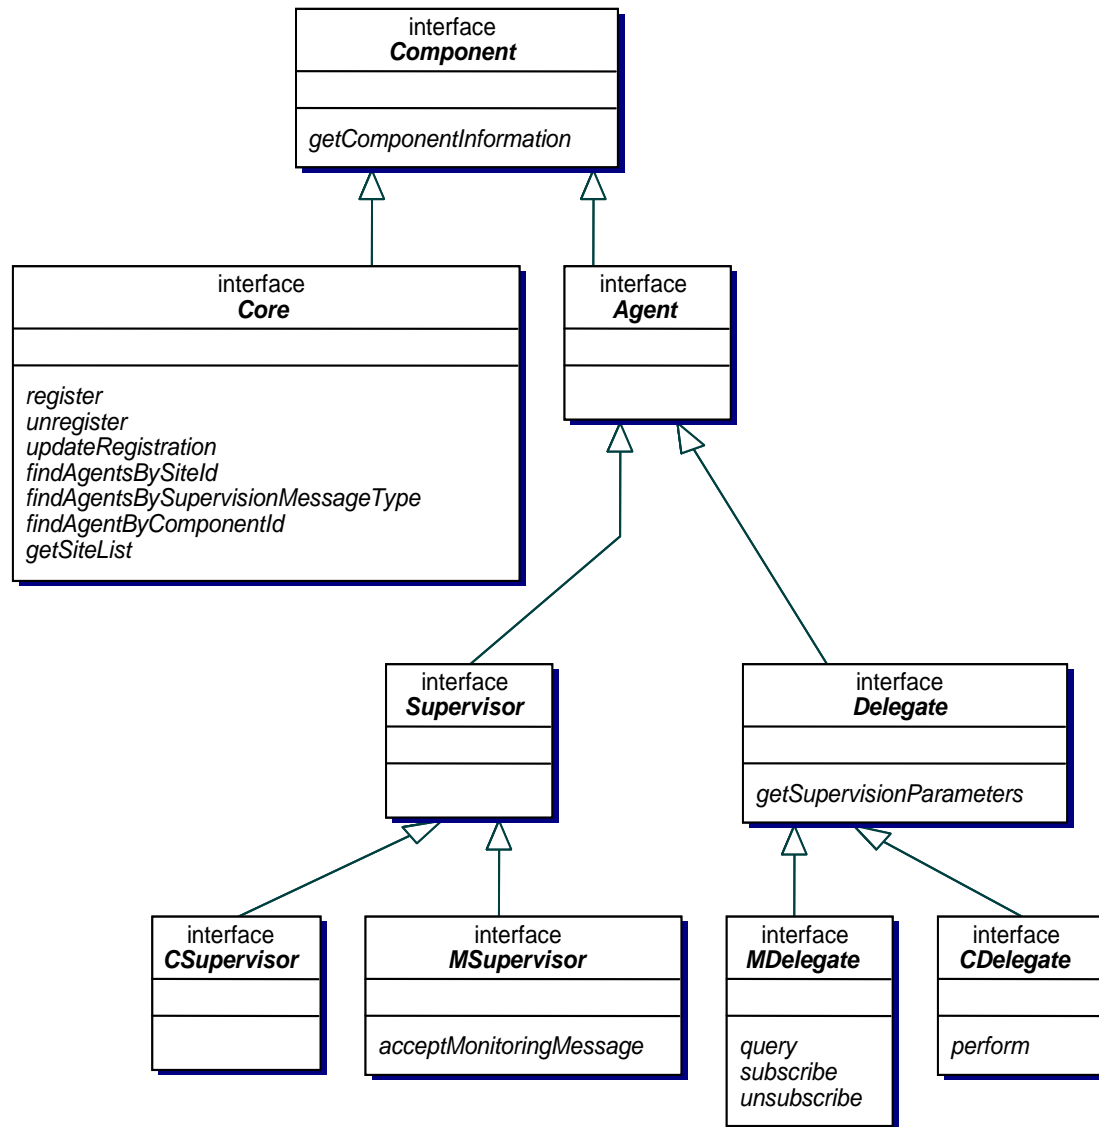 interface
Component
getComponentInformation
interface
Core
register
unregister
updateRegistration
findAgentsBySiteId
findAgentsBySupervisionMessageType
findAgentByComponentId
getSiteList
interface
Agent
interface
Supervisor
interface
Delegate
getSupervisionParameters
interface
CSupervisor
interface
MSupervisor
acceptMonitoringMessage
interface
MDelegate
query
subscribe
unsubscribe
interface
CDelegate
perform